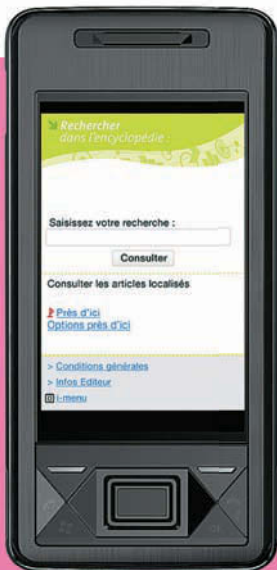 Rechercher
dans l'encyclopédie :
Saisissez votre recherche :
Consulter
Consulter les articles localisés
Près d'ici
Options près d'ici
> Conditions générales
> Infos Editeur
i-menu